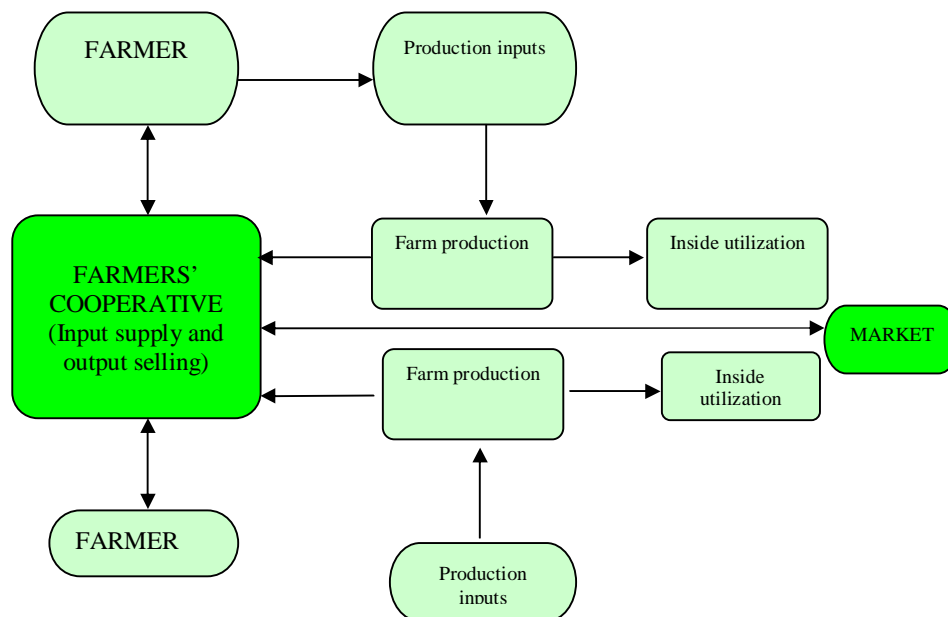 FARMER
Production inputs
Farm production
Inside utilization
FARMERS’
COOPERATIVE
(Input supply and
output selling)
MARKET
Farm production
Inside
utilization
FARMER
Production
inputs